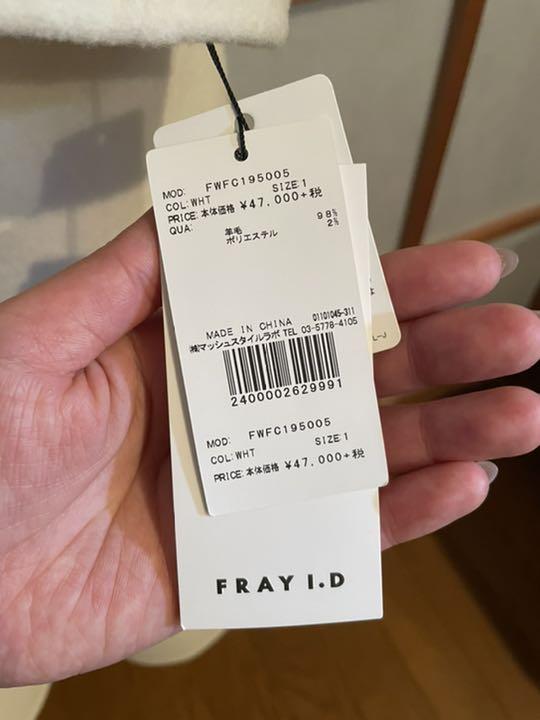 MOD: FWFC195005
COL: WHT SIZE:1
PRICE:本体価格 ¥47,000+税
QUA: 羊毛 98%
ポリエステル 2%
MADE IN CHINA 01101045-311
㈱マッシュスタイルラボ TEL 03-5778-4105
2400002629991
MOD: FWFC195005
COL: WHT SIZE:1
PRICE:本体価格 ¥47,000+税
FRAY I.D